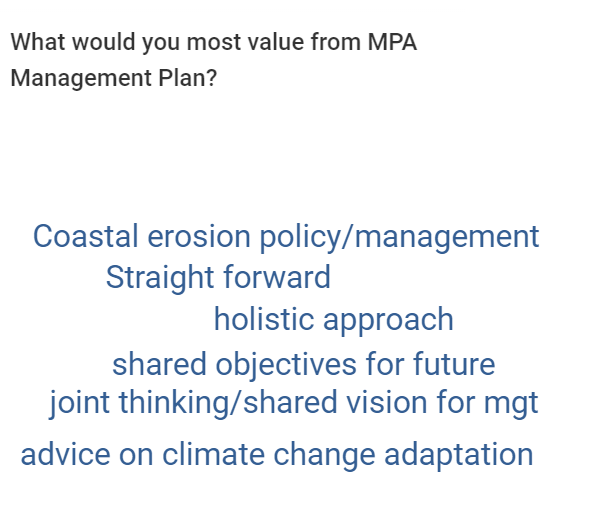 What would you most value from MPA
Management Plan?
Coastal erosion policy/management
Straight forward
holistic approach
shared objectives for future
joint thinking/shared vision for mgt
advice on climate change adaptation